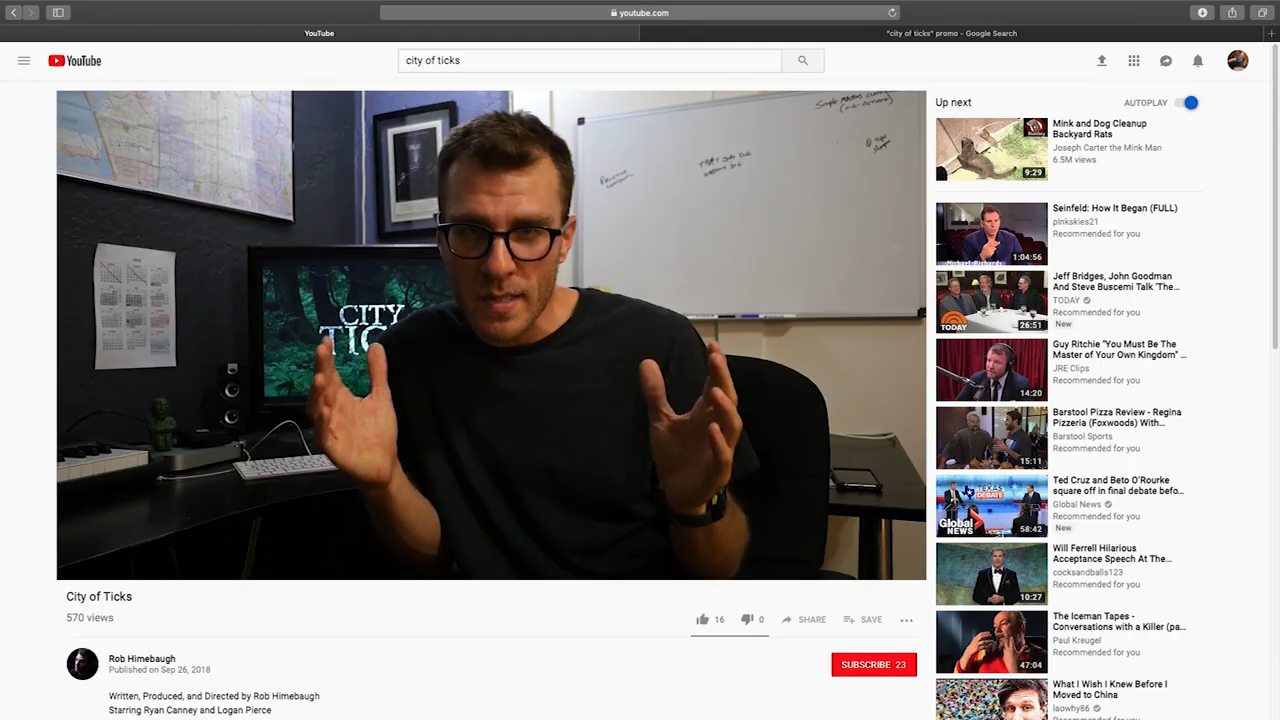 youtube.com
YouTube
"city of ticks" promo – Google Search
YouTube
city of ticks
CITY
City of Ticks
570 views
16
0
SHARE
SAVE
Rob Himebaugh
Published on Sep 26, 2018
SUBSCRIBE 23
Written, Produced, and Directed by Rob Himebaugh
Starring Ryan Canney and Logan Pierce
Up next
AUTOPLAY
Mink and Dog Cleanup
Backyard Rats
Joseph Carter the Mink Man
6.5M views
9:29
Seinfeld: How It Began (FULL)
pinkskies21
Recommended for you
1:04:56
Jeff Bridges, John Goodman
And Steve Buscemi Talk 'The...
TODAY
Recommended for you
New
TODAY
26:51
Guy Ritchie "You Must Be The
Master of Your Own Kingdom" ...
JRE Clips
Recommended for you
14:20
Barstool Pizza Review - Regina
Pizzeria (Foxwoods) With...
Barstool Sports
Recommended for you
15:11
Ted Cruz and Beto O'Rourke
square off in final debate befo...
Global News
Recommended for you
New
TEXAS
DEBATE
Global
NEWS
58:42
Will Ferrell Hilarious
Acceptance Speech At The...
cocksandballs123
Recommended for you
10:27
The Iceman Tapes -
Conversations with a Killer (pa...
Paul Kreugel
Recommended for you
47:04
What I Wish I Knew Before I
Moved to China
laowhy86